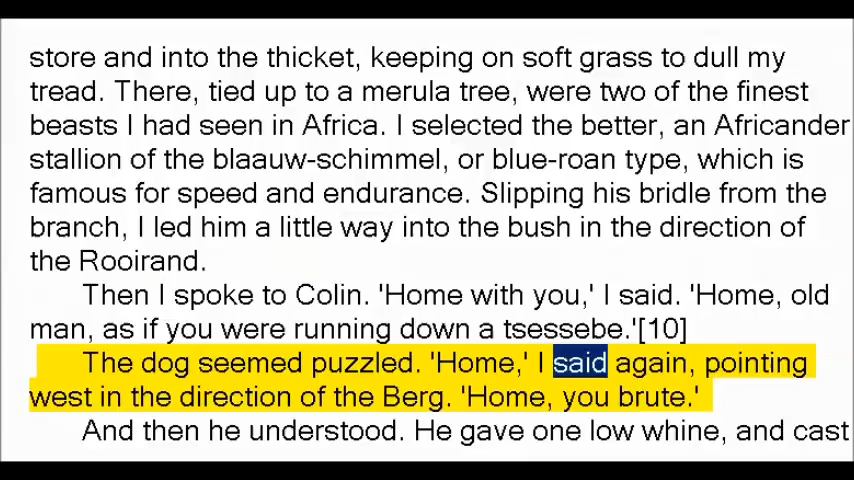 store and into the thicket, keeping on soft grass to dull my
tread. There, tied up to a merula tree, were two of the finest
beasts I had seen in Africa. I selected the better, an Africander
stallion of the blaauw-schimmel, or blue-roan type, which is
famous for speed and endurance. Slipping his bridle from the
branch, I led him a little way into the bush in the direction of
the Rooirand.
Then I spoke to Colin. 'Home with you,' I said. 'Home, old
man, as if you were running down a tsessebe.'[10]
The dog seemed puzzled. 'Home,' I said again, pointing
west in the direction of the Berg. 'Home, you brute.'
And then he understood. He gave one low whine, and cast